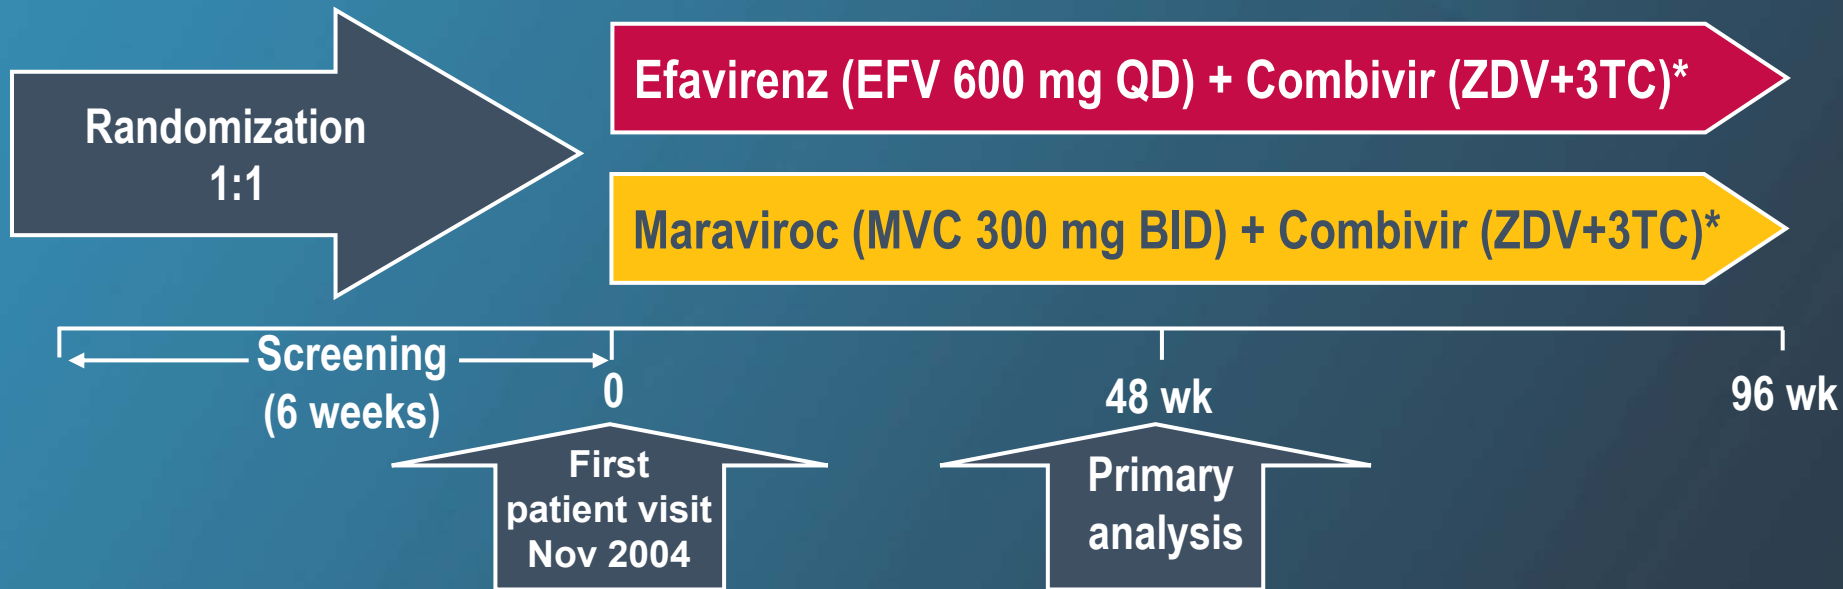 Randomization
1:1
Efavirenz (EFV 600 mg QD) + Combivir (ZDV+3TC)*
Maraviroc (MVC 300 mg BID) + Combivir (ZDV+3TC)*
Screening
(6 weeks)
0
48 wk
96 wk
First
patient visit
Nov 2004
Primary
analysis